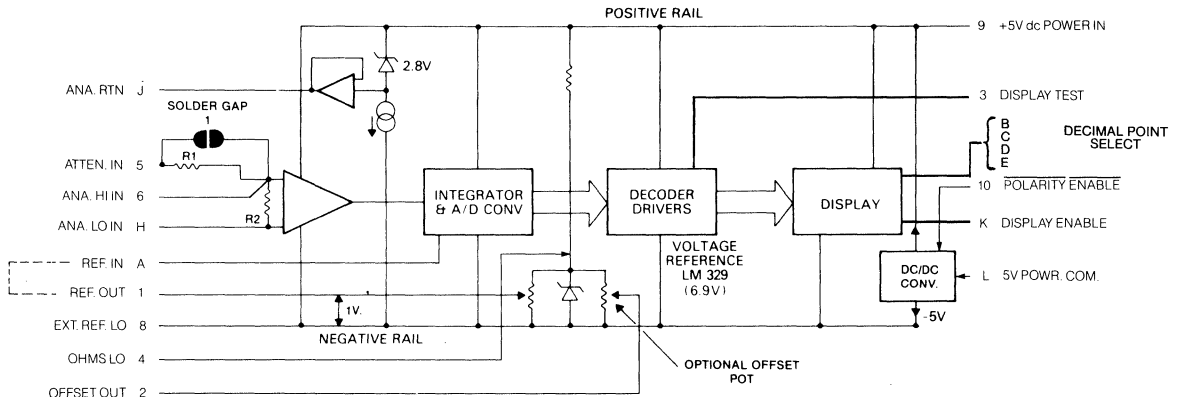 POSITIVE RAIL
9 +5V dc POWER IN
2.8V
ANA. RTN J
3 DISPLAY TEST
SOLDER GAP
1
B
C
D
E
DECIMAL POINT
SELECT
ATTEN. IN 5
R1
ANA. HI IN 6
R2
ANA. LO IN H
INTEGRATOR
& A/D CONV
DECODER
DRIVERS
DISPLAY
10 POLARITY ENABLE
K DISPLAY ENABLE
VOLTAGE
REFERENCE
LM 329
(6.9V)
REF. IN A
DC/DC
CONV.
L 5V POWR. COM.
REF. OUT 1
1V.
-5V
EXT. REF. LO 8
NEGATIVE RAIL
OHMS LO 4
OPTIONAL OFFSET
POT
OFFSET OUT 2